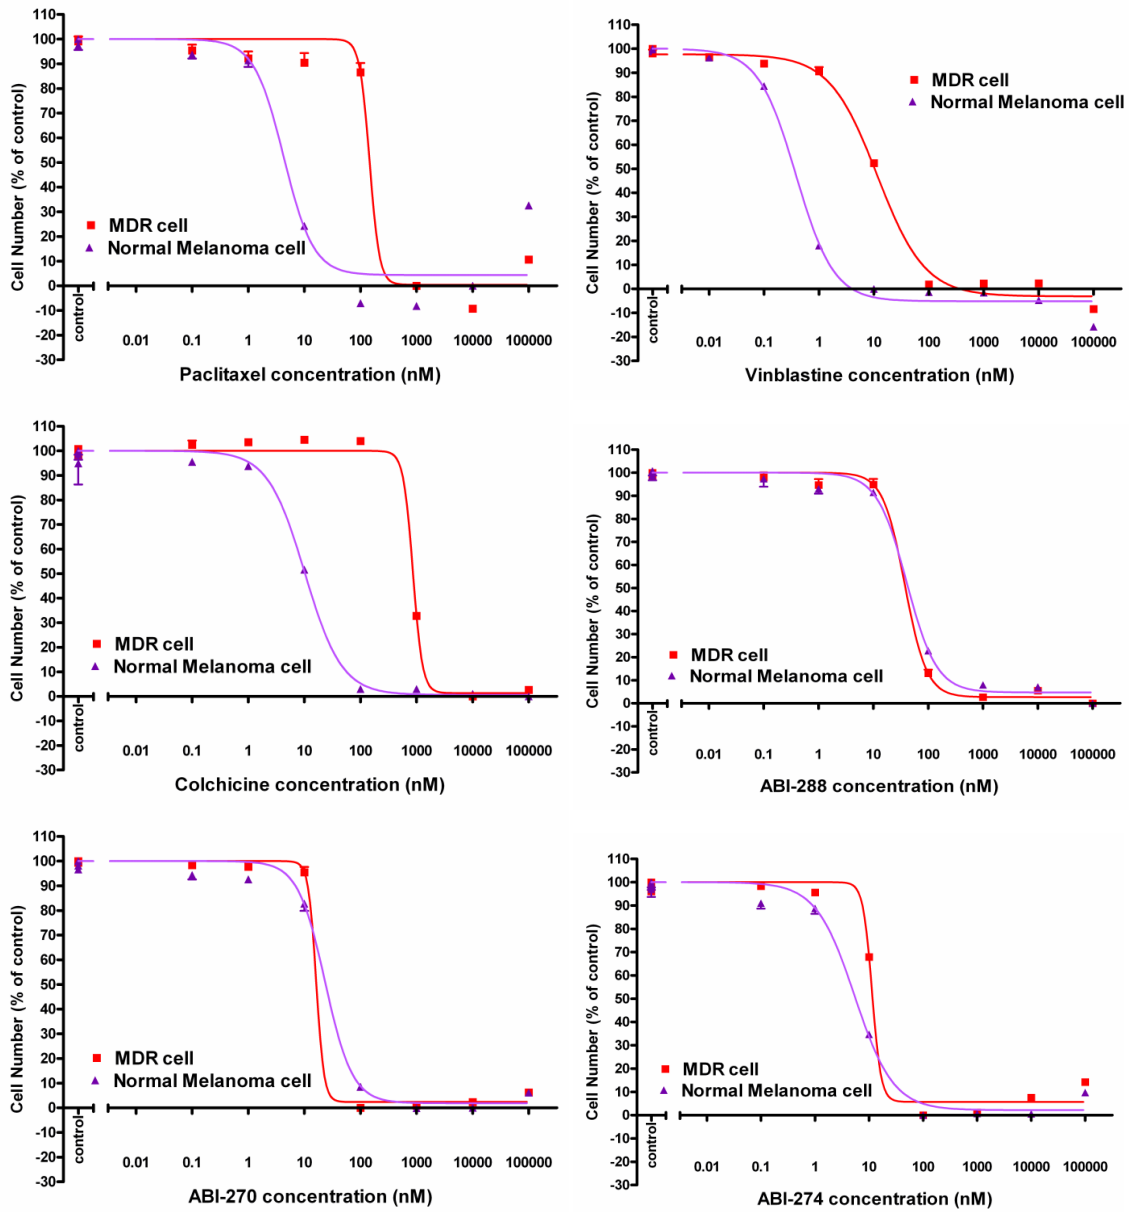 110
100
90
80
70
60
50
40
30
20
10
0
-10
-20
-30
Cell Number (% of control)
MDR cell
Normal Melanoma cell
control
0.01 0.1 1 10 100 1000 10000 100000
Paclitaxel concentration (nM)
110
100
90
80
70
60
50
40
30
20
10
0
-10
-20
-30
Cell Number (% of control)
MDR cell
Normal Melanoma cell
control
0.01 0.1 1 10 100 1000 10000 100000
Vinblastine concentration (nM)
110
100
90
80
70
60
50
40
30
20
10
0
-10
-20
-30
Cell Number (% of control)
MDR cell
Normal Melanoma cell
control
0.01 0.1 1 10 100 1000 10000 100000
Colchicine concentration (nM)
110
100
90
80
70
60
50
40
30
20
10
0
-10
-20
-30
Cell Number (% of control)
MDR cell
Normal Melanoma cell
control
0.01 0.1 1 10 100 1000 10000 100000
ABI-288 concentration (nM)
110
100
90
80
70
60
50
40
30
20
10
0
-10
-20
-30
Cell Number (% of control)
MDR cell
Normal Melanoma cell
control
0.01 0.1 1 10 100 1000 10000 100000
ABI-270 concentration (nM)
110
100
90
80
70
60
50
40
30
20
10
0
-10
-20
-30
Cell Number (% of control)
MDR cell
Normal Melanoma cell
control
0.01 0.1 1 10 100 1000 10000 100000
ABI-274 concentration (nM)